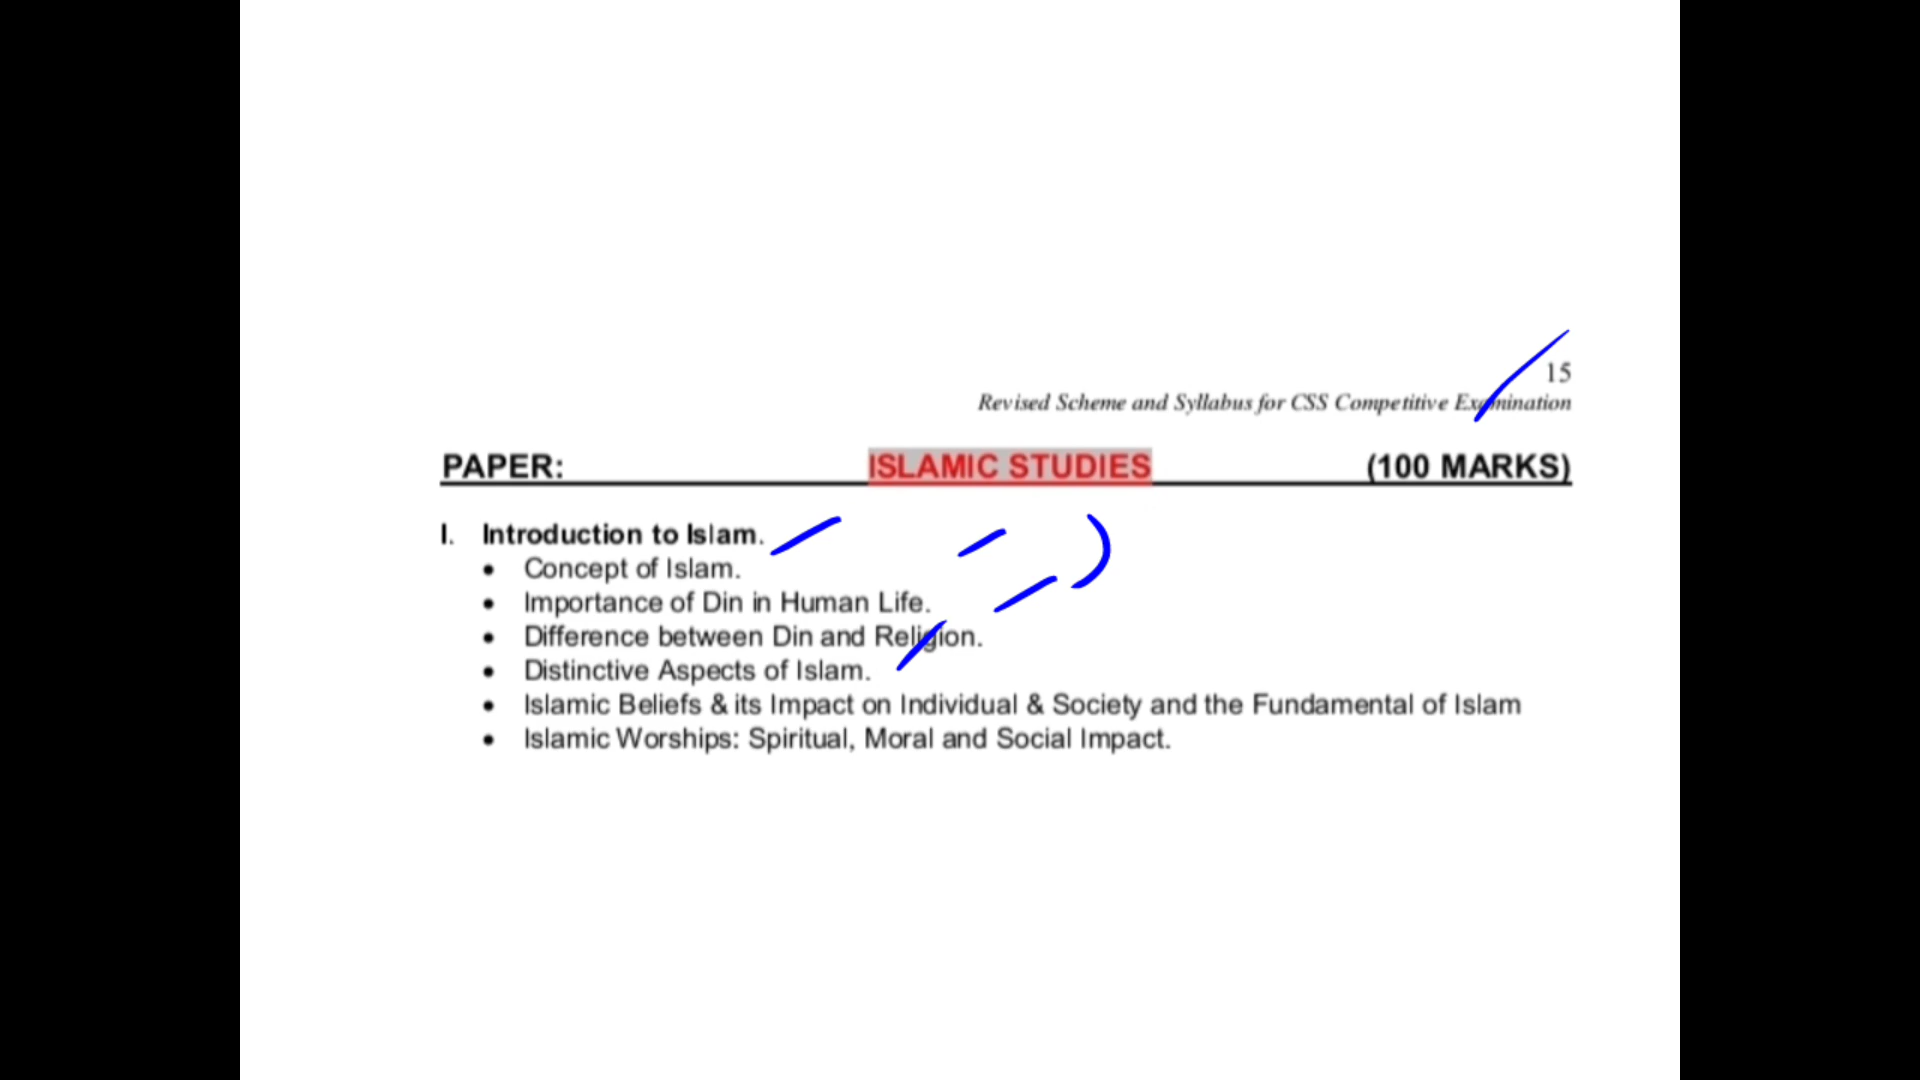 15
Revised Scheme and Syllabus for CSS Competitive Examination
PAPER: ISLAMIC STUDIES (100 MARKS)
I. Introduction to Islam.
• Concept of Islam.
• Importance of Din in Human Life.
• Difference between Din and Religion.
• Distinctive Aspects of Islam.
• Islamic Beliefs & its Impact on Individual & Society and the Fundamental of Islam
• Islamic Worships: Spiritual, Moral and Social Impact.